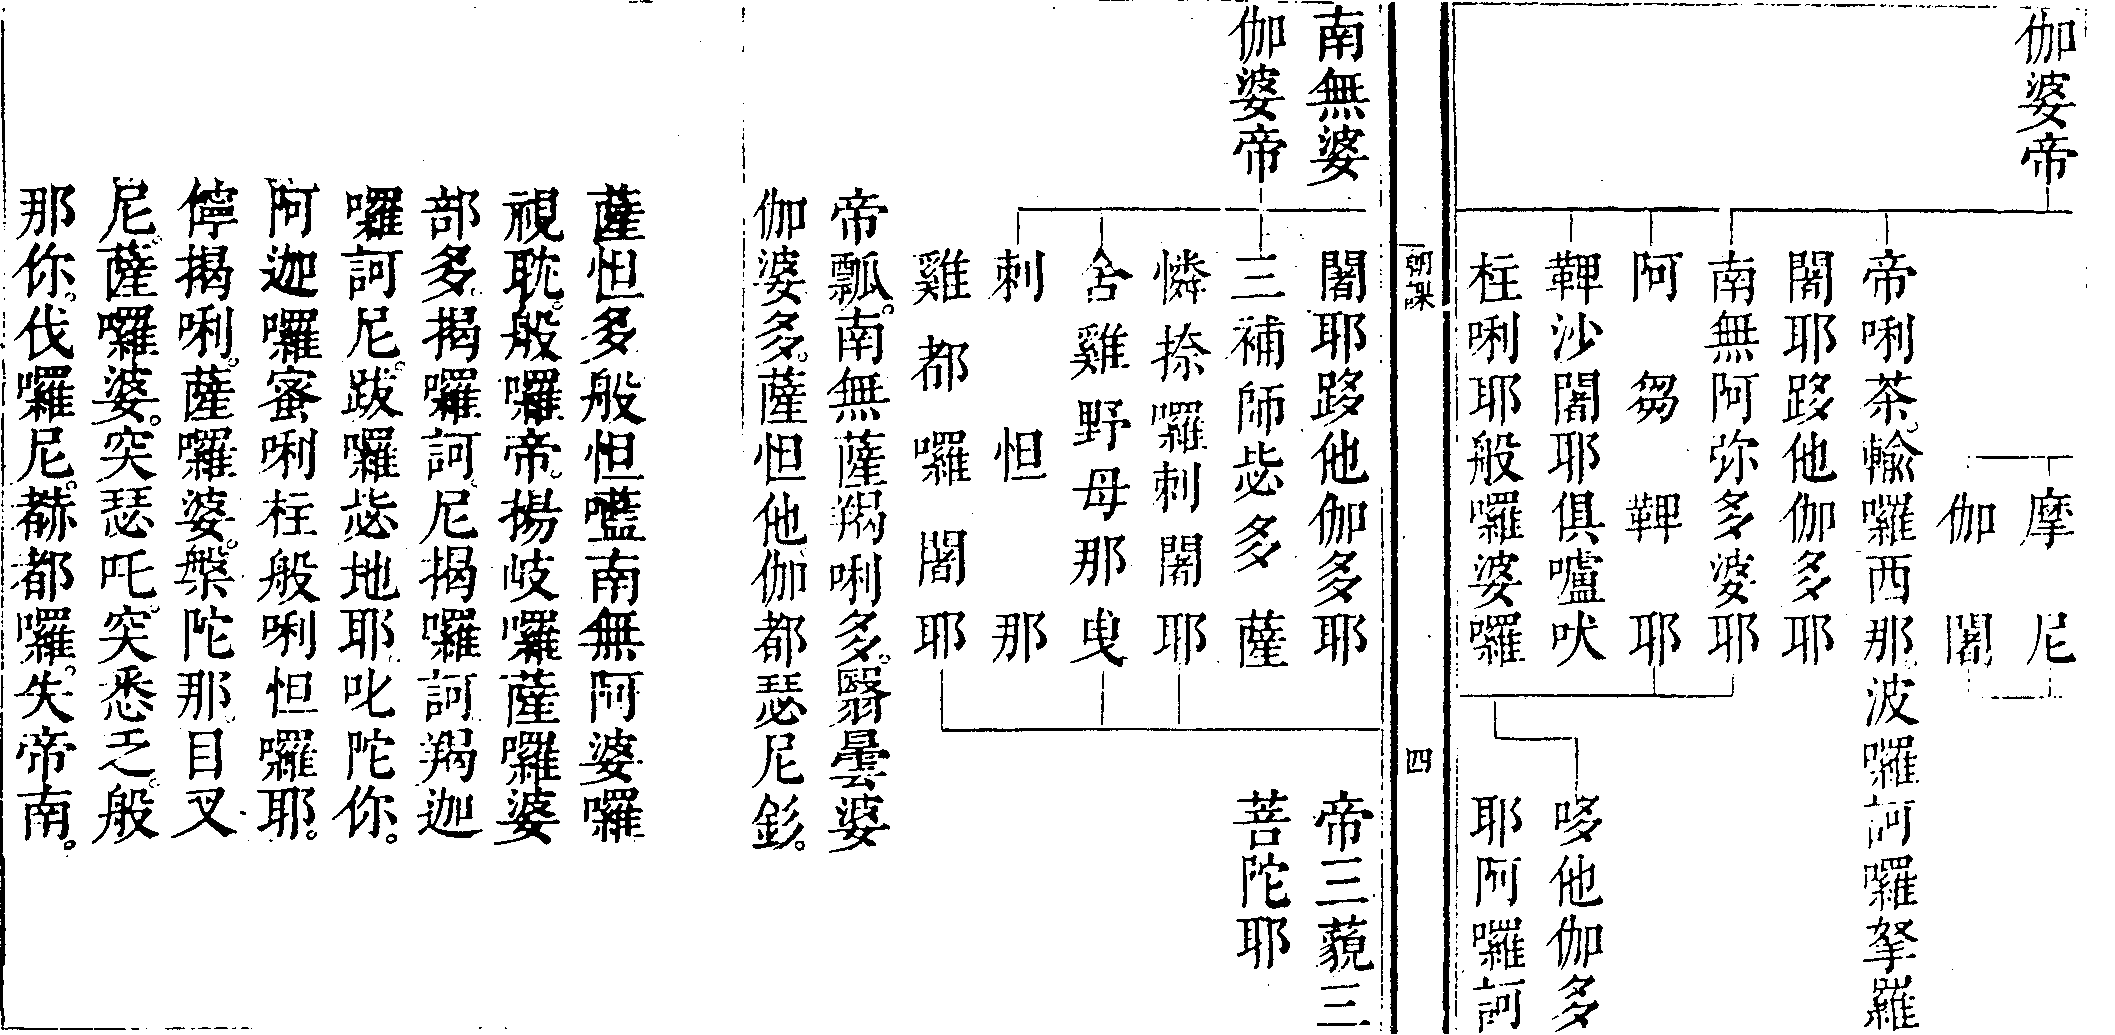 伽婆帝
摩尼
伽闍
帝唎茶。輸囉西那。波囉訶囉拏羅
闍耶跢他伽多耶
南無阿弥多婆耶
阿芻鞞耶
鞞沙闍耶俱嚧吠
柱唎耶般囉婆囉
哆他伽多
耶阿囉訶
朝課
四
南無婆
伽婆帝
闍耶跢他伽多耶
三補師毖多薩
憐捺囉剌闍耶
舍雞野母那曳
剌怛那
雞都囉闍耶
帝三藐三
菩陀耶
帝瓢。南無薩羯唎多。翳曇婆
伽婆多。薩怛他伽都瑟尼釤。
薩怛多般怛嚂南無阿婆囉
視耽。般囉帝。揚岐囉薩囉婆
部多。揭囉訶。尼揭囉訶羯迦
囉訶尼。跋囉毖地耶叱陀你。
阿迦囉蜜唎柱般唎怛囉耶。
儜揭唎。薩囉婆。槃陀那。目叉
尼。薩囉婆。突瑟吒。突悉乏。般
那你。伐囉尼。赭都囉。失帝南。